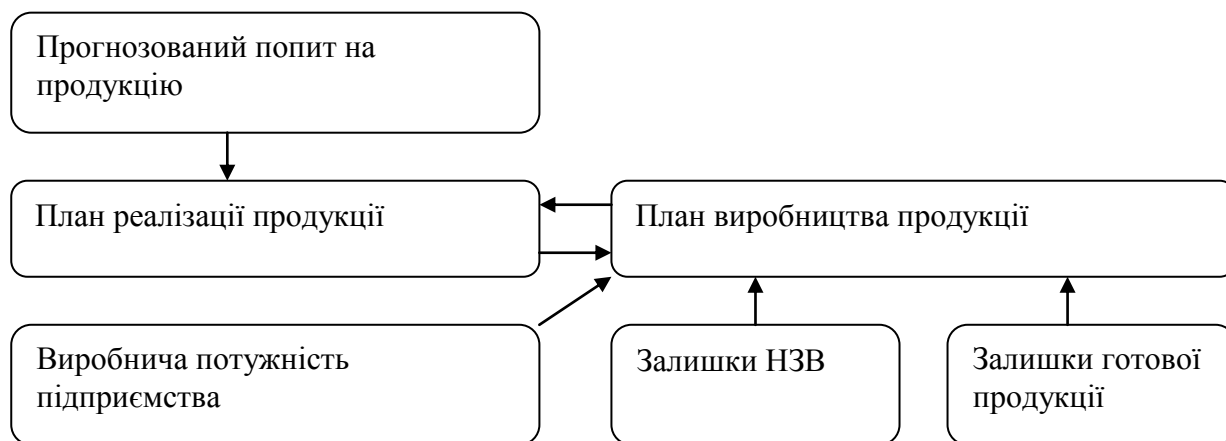 Прогнозований попит на
продукцію
План реалізації продукції
План виробництва продукції
Виробнича потужність
підприємства
Залишки НЗВ
Залишки готової
продукції